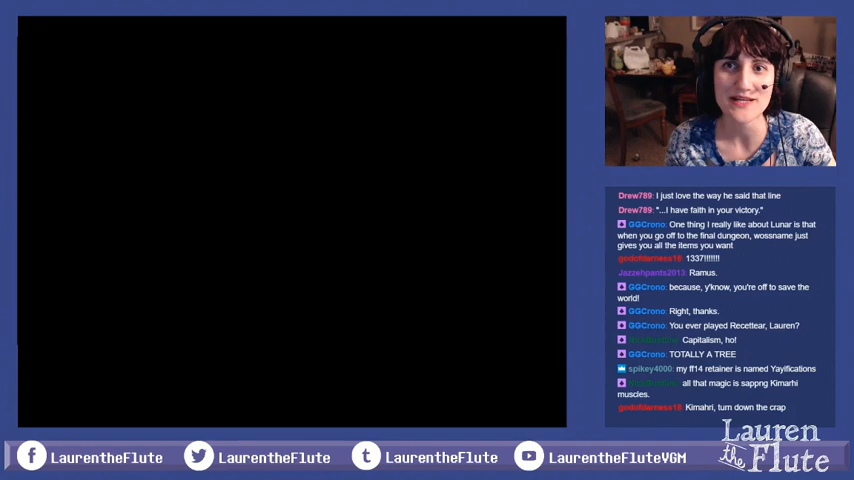 Drew789: I just love the way he said that line
Drew789: "...I have faith in your victory."
GGCrono: One thing I really like about Lunar is that
when you go off to the final dungeon, wossname just
gives you all the items you want
godofdarness18: 1337!!!!!!!
Jazzehpants2013: Ramus.
GGCrono: because, y'know, you're off to save the
world!
GGCrono: Right, thanks.
GGCrono: You ever played Recettear, Lauren?
Capitalism, ho!
GGCrono: TOTALLY A TREE
spikey4000: my ff14 retainer is named Yayifications
all that magic is sappng Kimarhi
muscles.
godofdarness18: Kimahri, turn down the crap
LaurentheFlute
LaurentheFlute
LaurentheFlute
LaurentheFluteVGM
Lauren
the Flute